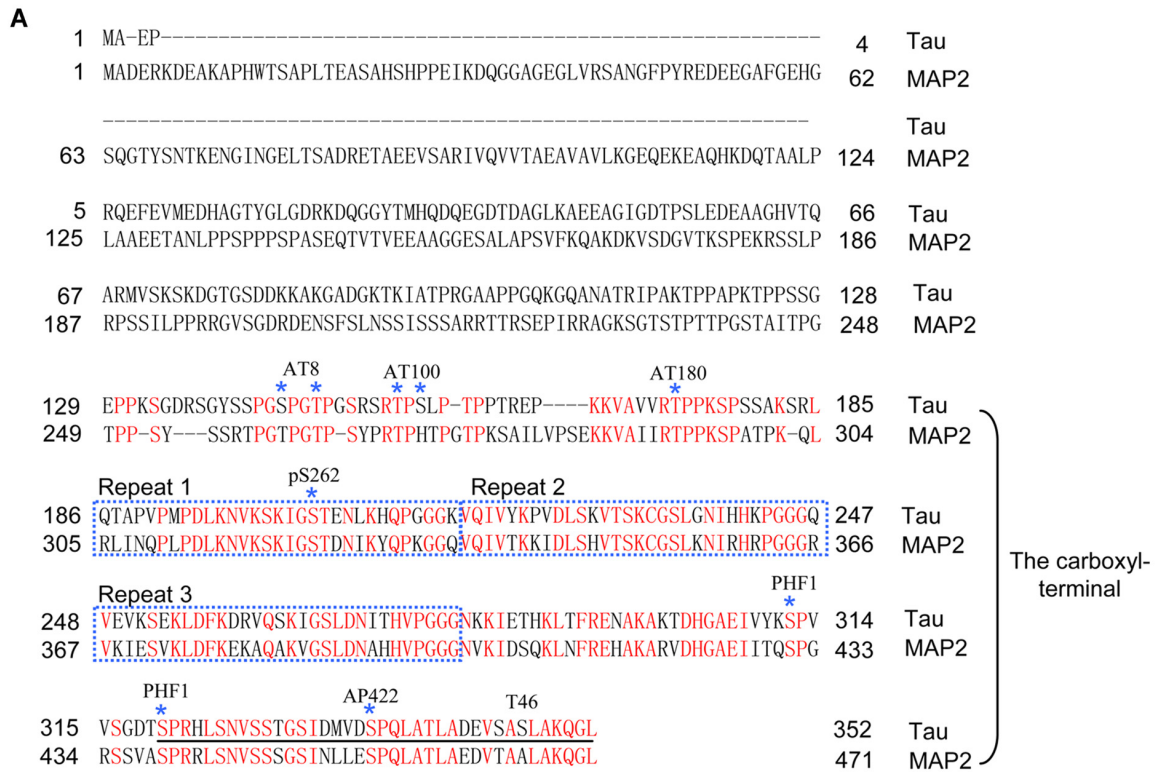 A
1 MA-EP---------------------------------------------------------- 4 Tau
1 MADERKDEAKAPHWTSAPLTEASAHSHPPEIKDQGGAGEGLVRSANGFPYREDEEGAFGEHG 62 MAP2
-------------------------------------------------------------- Tau
63 SQGTYSNTKENGINGELTSADRETAEEVSARIVQVVTAEAVAVLKGEQEKEAQHKDQTAALP 124 MAP2
5 RQEFEVMEDHAGTYGLGDRKDQGGYTMHQDQEGDTDAGLKAEEAGIGDTPSLEDEAAGHVTQ 66 Tau
125 LAAEETANLPPSPPPSPASEQTVTVEEAAGGESALAPSVFKQAKDKVSDGVTKSPEKRSSLP 186 MAP2
67 ARMVSKSKDGTGSDDKKAKGADGKTKIATPRGAAPPGQKGQANATRIPAKTPPAPKTPPSSG 128 Tau
187 RPSSILPPRRGVSGDRDENSFSLNSSISSSARRTTRSEPIRRAGKSGTSTPTTPGSTAITPG 248 MAP2
AT8 AT100 AT180
* * * * *
129 EPPKSGDRSGYSSPGSPGTPGSRSRTPSLP-TPPTREP----KKVAVVRTPPKSPSSAKSRL 185 Tau
249 TPP-SY---SSRTPGTPGTP-SYPRTPHTPGTPKSAILVPSEKKVAIIRTPPKSPATPK-QL 304 MAP2
pS262
*
Repeat 1 Repeat 2
186 QTAPVPMPDLKNVKSKIGSTENLKHQPGGGKVQIVYKPVDLSKVTSKCGSLGNIHHKPGGGQ 247 Tau
305 RLINQPLPDLKNVKSKIGSTDNIKYQPKGGQVQIVTKKIDLSHVTSKCGSLKNIRHRPGGGR 366 MAP2
The carboxyl-
terminal
Repeat 3 PHF1
*
248 VEVKSEKLDFKDRVQSKIGSLDNITHVPGGGNKKIETHKLTFRENAKAKTDHGAEIVYKSPV 314 Tau
367 VKIESVKLDFKEKAQAKVGSLDNAHHVPGGGNVKIDSQKLNFREHAKARVDHGAEIITQSPG 433 MAP2
PHF1 AP422 T46
* *
315 VSGDTSPRHLSNVSSTGSIDMVDSPQLATLADEVSASLAKQGL 352 Tau
434 RSSVASPRRLSNVSSSGSINLLESPQLATLAEDVTAALAKQGL 471 MAP2